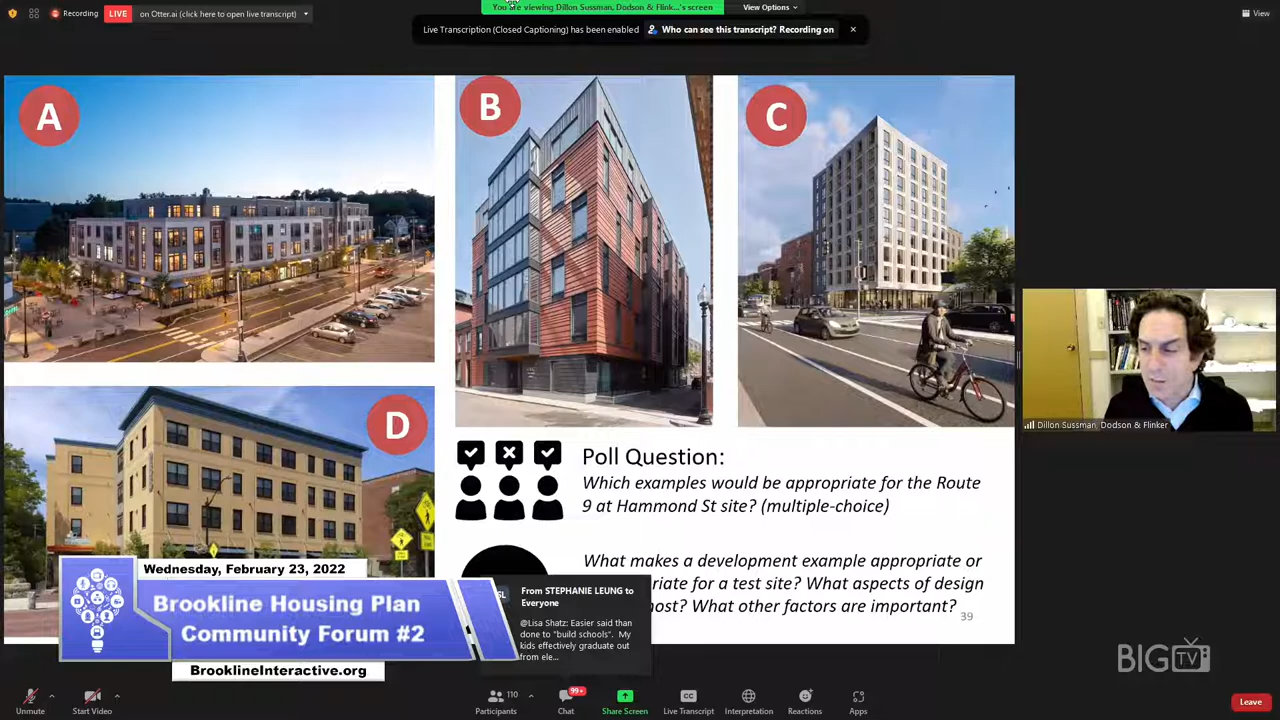 You are viewing Dillon Sussman, Dodson & Flink...'s screen
View Options
Recording
LIVE
on Otter.ai (click here to open live transcript)
View
Live Transcription (Closed Captioning) has been enabled
Who can see this transcript? Recording on
A
B
C
D
Poll Question:
Which examples would be appropriate for the Route
9 at Hammond St site? (multiple-choice)
What makes a development example appropriate or
riate for a test site? What aspects of design
nost? What other factors are important?
39
Dillon Sussman, Dodson & Flinker
Wednesday, February 23, 2022
Brookline Housing Plan
Community Forum #2
BrooklineInteractive.org
SL
From STEPHANIE LEUNG to
Everyone
@Lisa Shatz: Easier said than
done to "build schools". My
kids effectively graduate out
from ele...
BIG TV
Unmute
Start Video
Participants
110
Chat
99+
Share Screen
CC
Live Transcript
Interpretation
Reactions
Apps
Leave